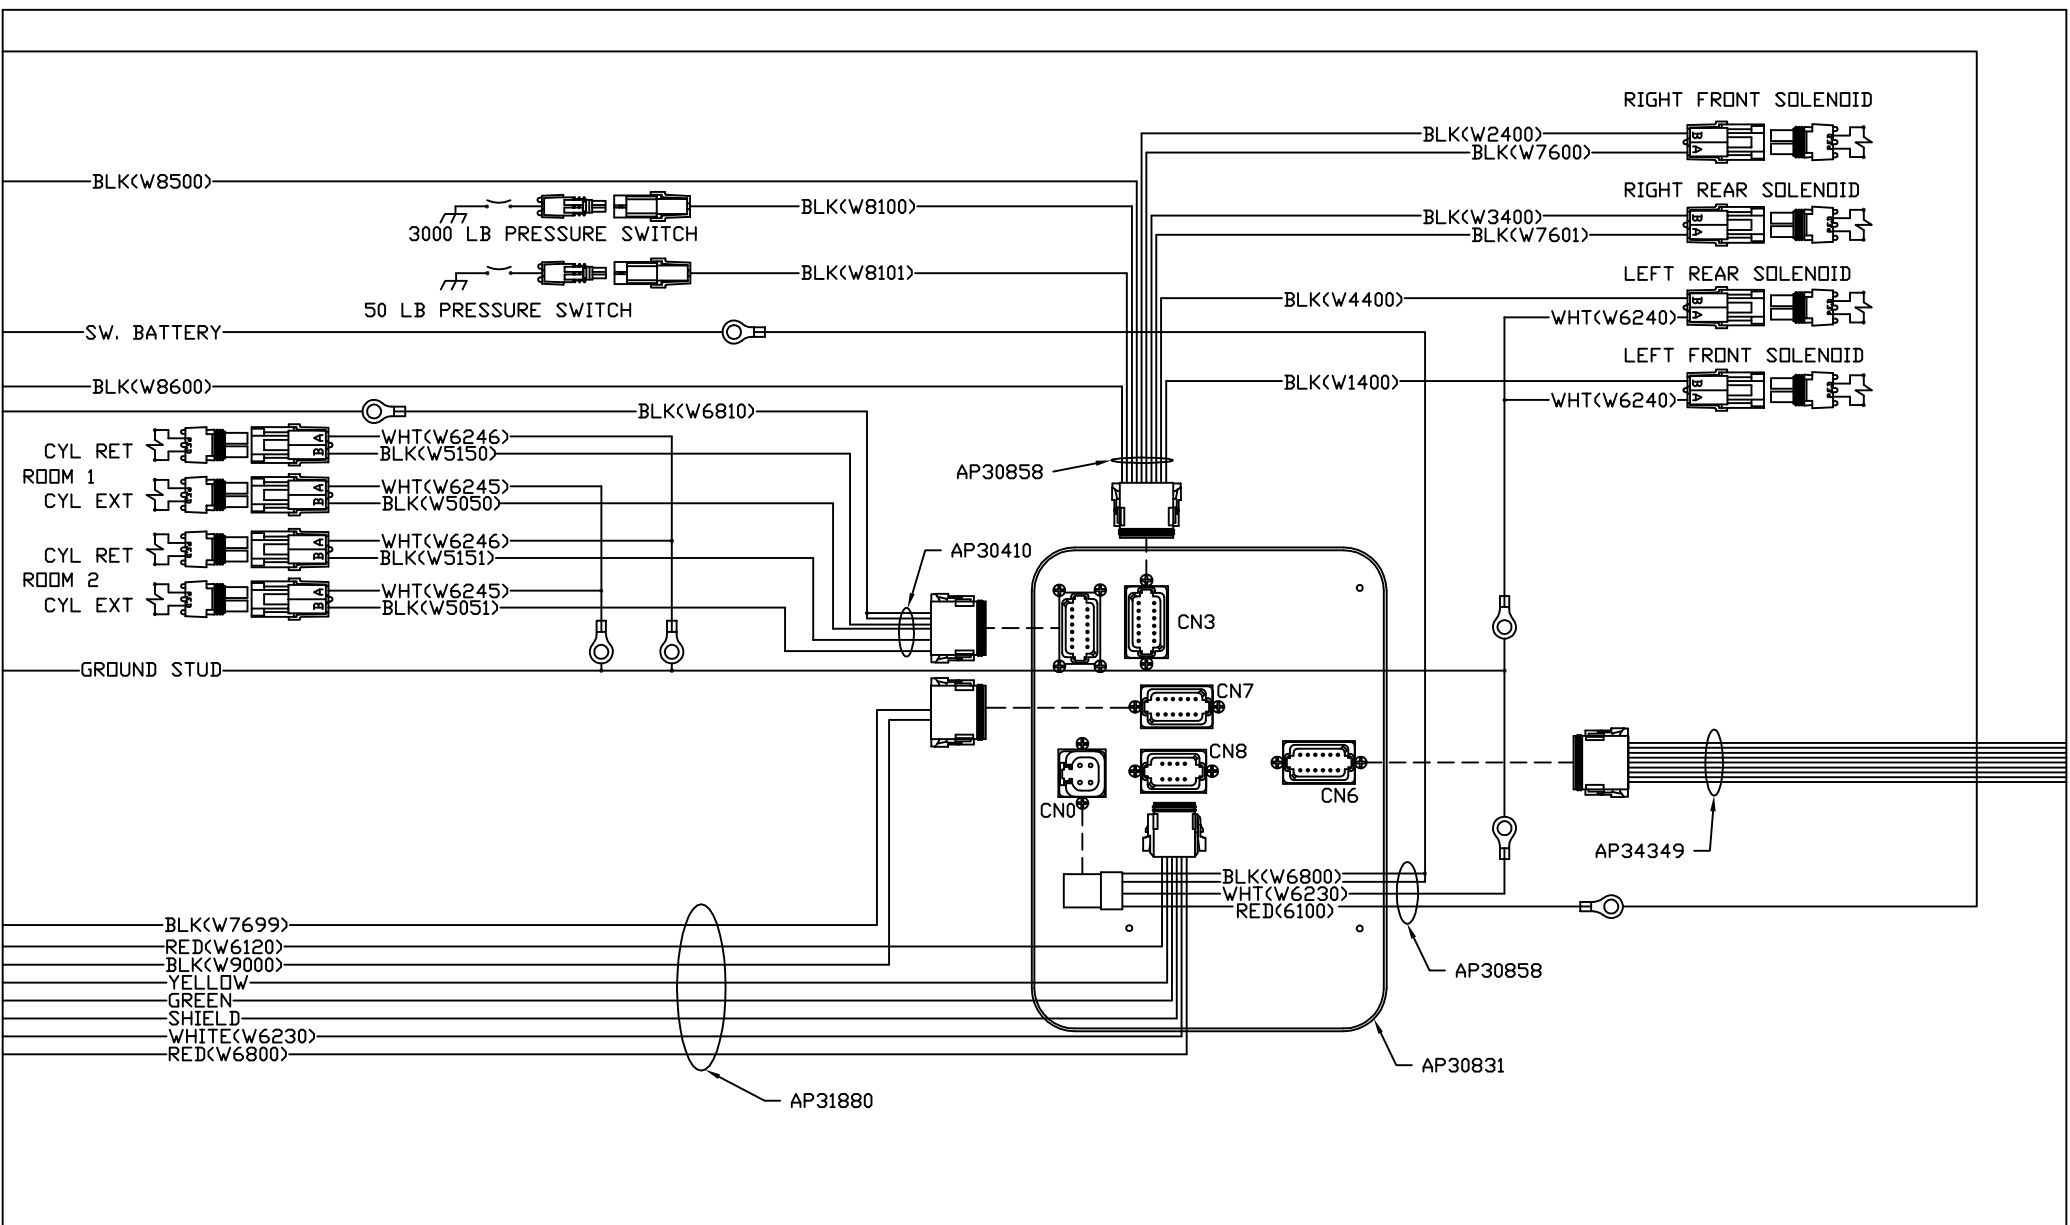 RIGHT FRONT SOLENOID
BLK(W2400)
B
BLK(W7600)
A
BLK(W8500)
RIGHT REAR SOLENOID
BLK(W8100)
BLK(W3400)
B
3000 LB PRESSURE SWITCH
BLK(W7601)
A
BLK(W8101)
LEFT REAR SOLENOID
50 LB PRESSURE SWITCH
BLK(W4400)
B
WHT(W6240)
A
SW. BATTERY
LEFT FRONT SOLENOID
BLK(W8600)
BLK(W1400)
B
WHT(W6240)
A
BLK(W6810)
CYL RET
A
WHT(W6246)
B
BLK(W5150)
ROOM 1
CYL EXT
A
WHT(W6245)
B
BLK(W5050)
AP30858
CYL RET
A
WHT(W6246)
B
BLK(W5151)
AP30410
ROOM 2
CYL EXT
A
WHT(W6245)
B
BLK(W5051)
CN3
GROUND STUD
CN7
CN8
CN6
CN0
AP34349
BLK(W6800)
WHT(W6230)
RED(6100)
BLK(W7699)
RED(W6120)
BLK(W9000)
YELLOW
GREEN
SHIELD
WHITE(W6230)
RED(W6800)
AP30858
AP30831
AP31880